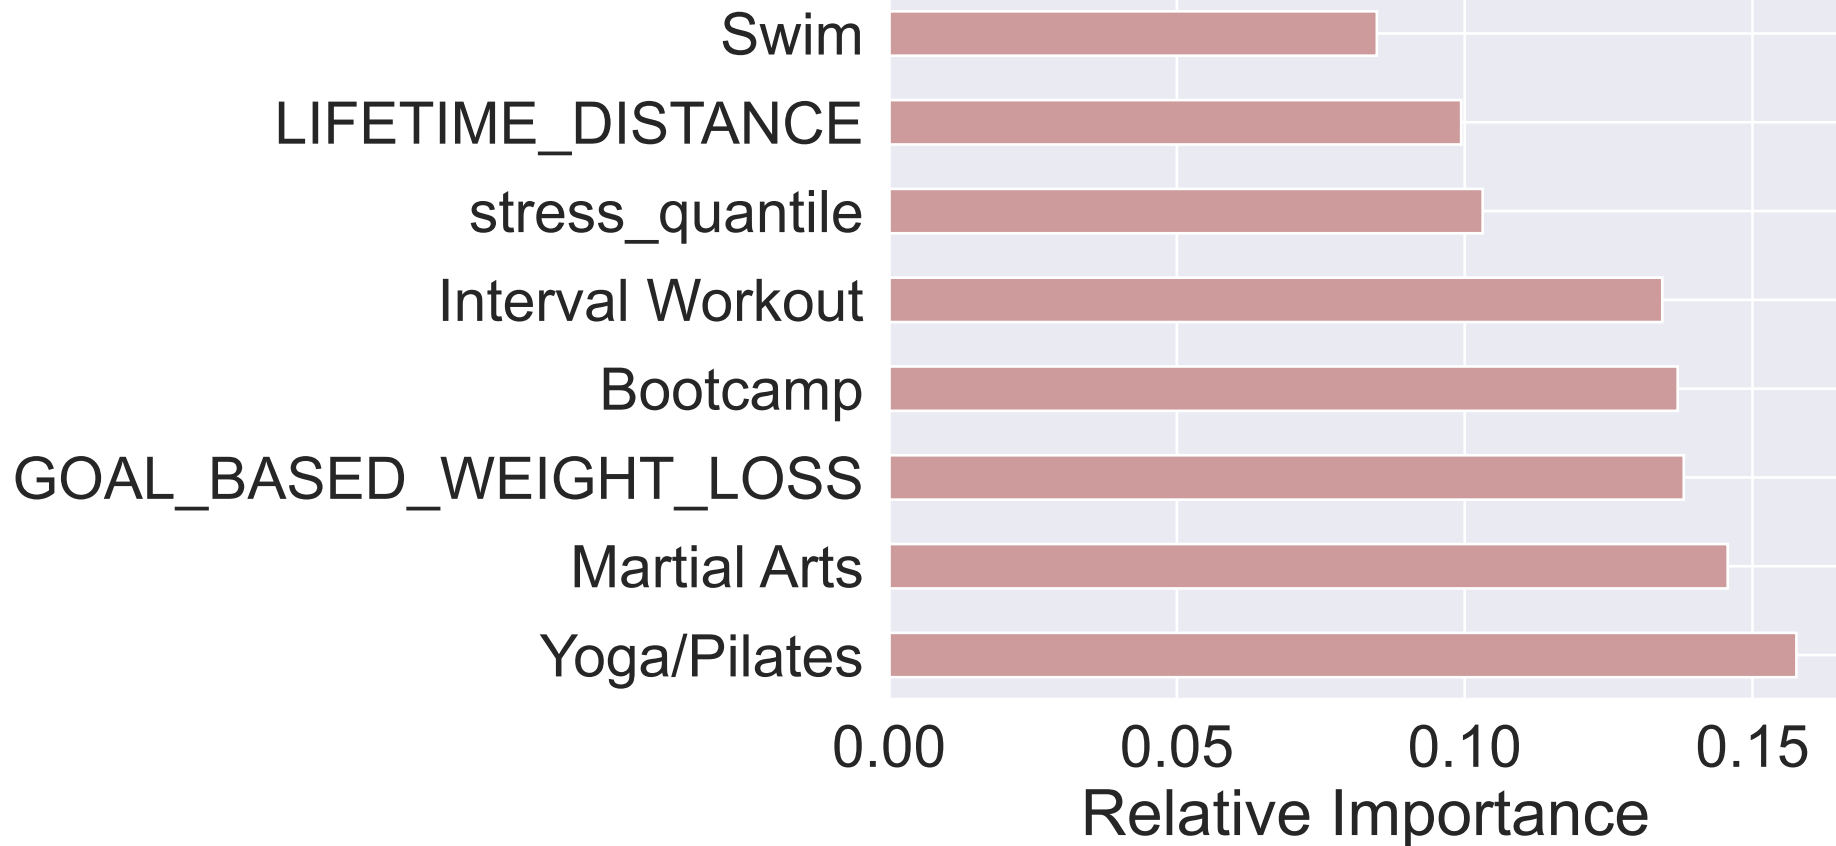 Swim
LIFETIME_DISTANCE
stress_quantile
Interval Workout
Bootcamp
GOAL_BASED_WEIGHT_LOSS
Martial Arts
Yoga/Pilates
0.00 0.05 0.10 0.15
Relative Importance